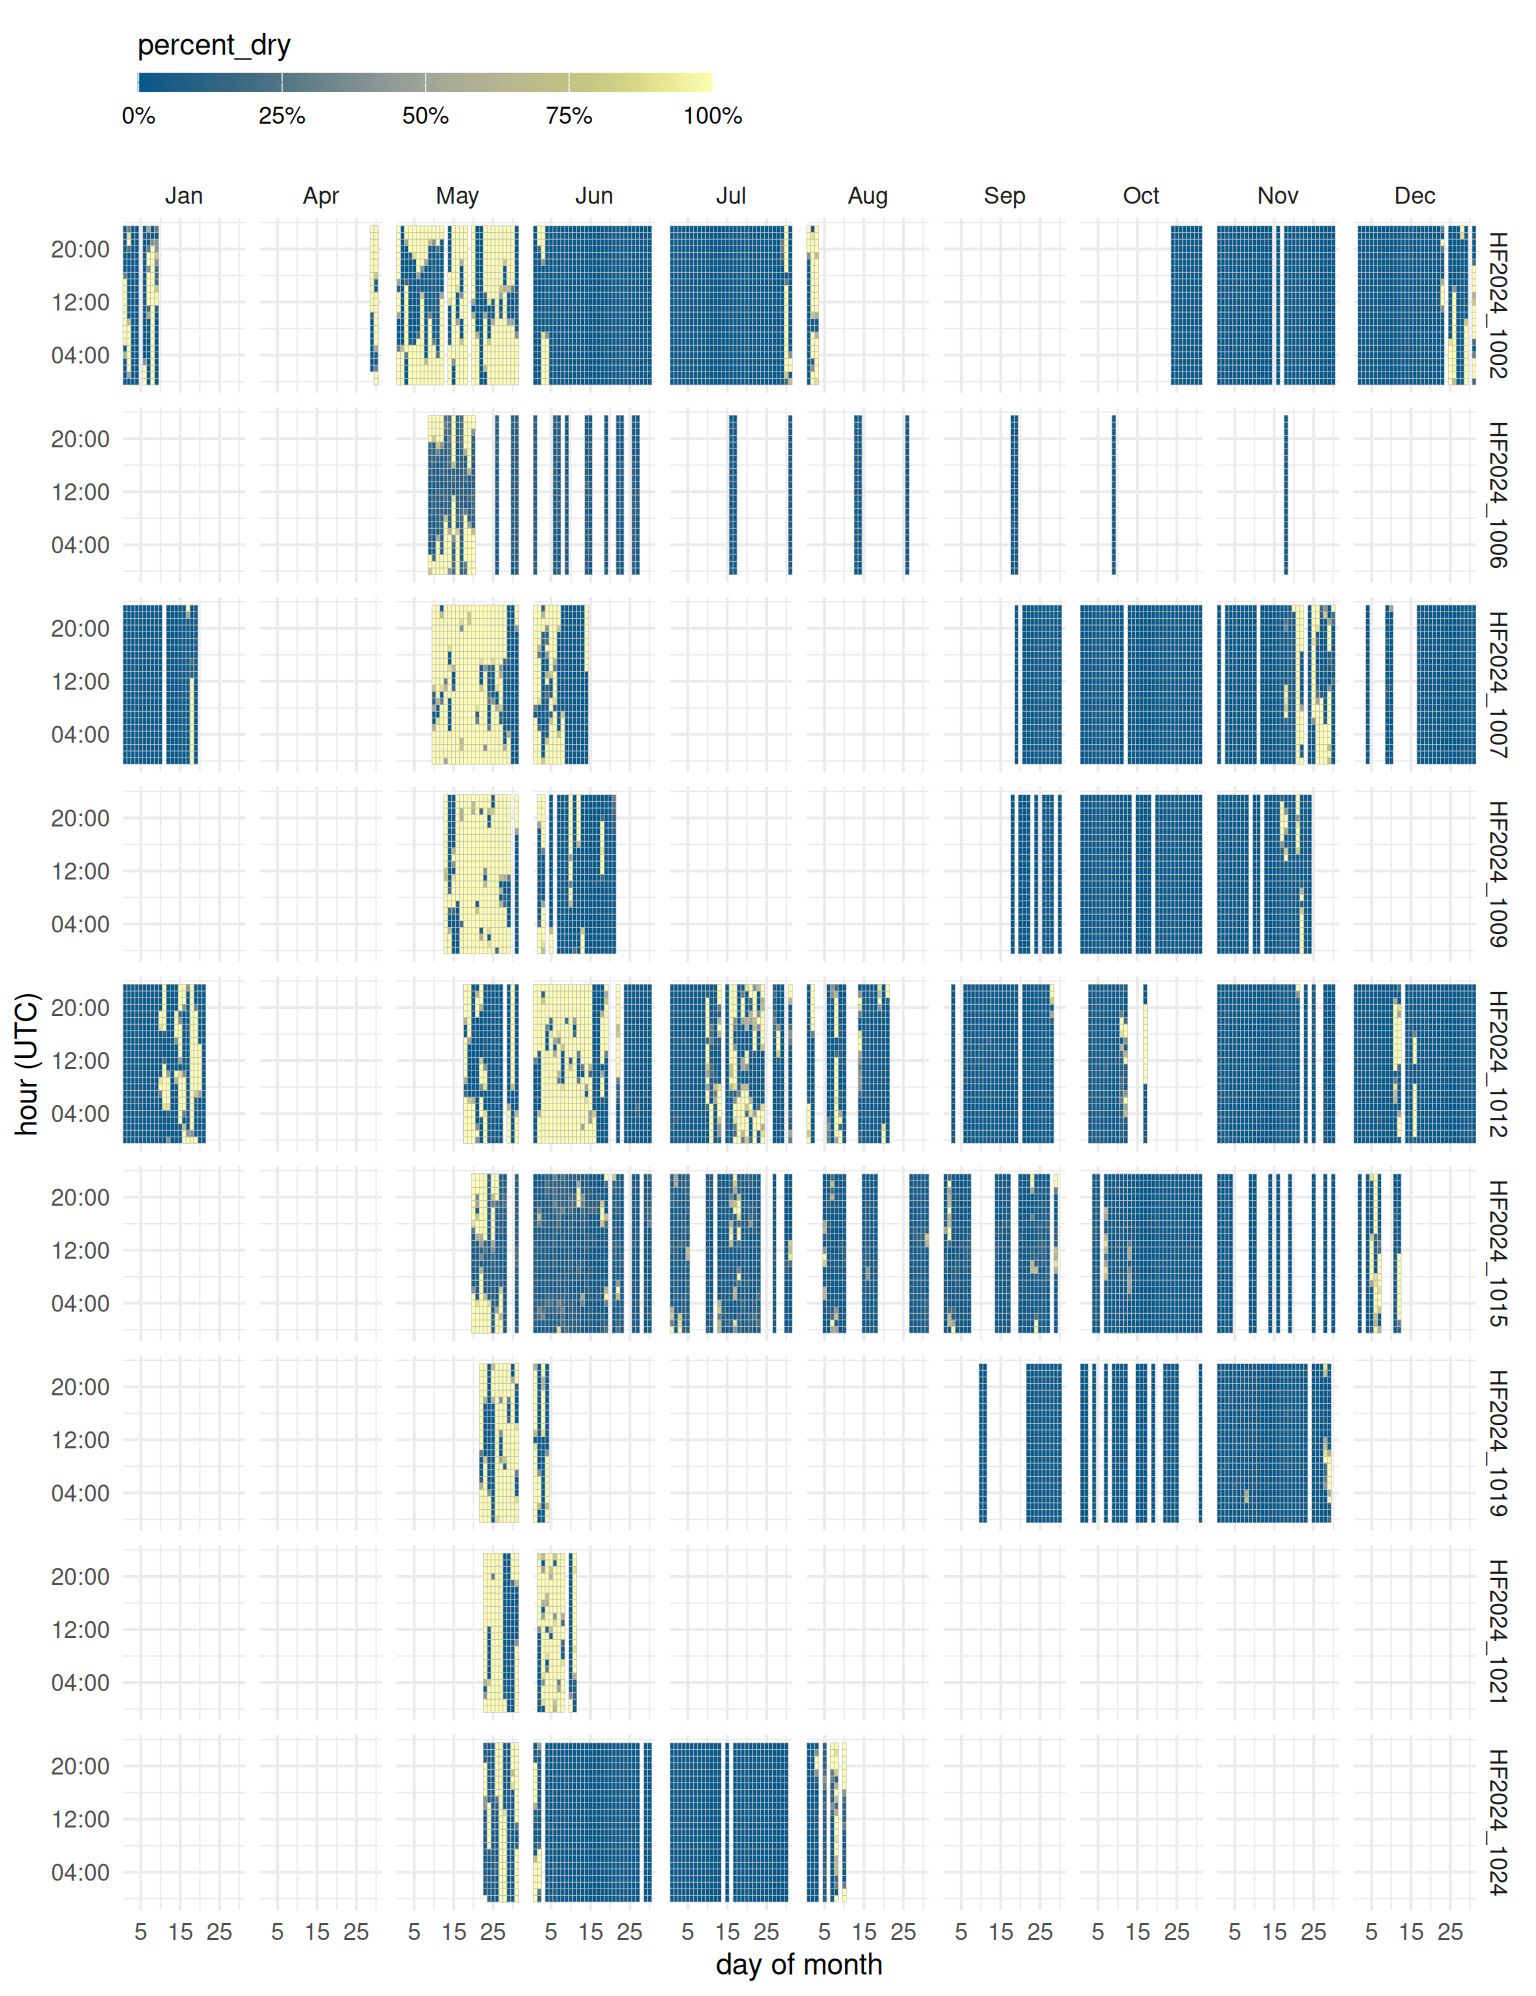 percent_dry
0% 25% 50% 75% 100%
Jan Apr May Jun Jul Aug Sep Oct Nov Dec
20:00
12:00
04:00
HF2024_1002
20:00
12:00
04:00
HF2024_1006
20:00
12:00
04:00
HF2024_1007
20:00
12:00
04:00
HF2024_1009
20:00
12:00
04:00
HF2024_1012
20:00
12:00
04:00
HF2024_1015
20:00
12:00
04:00
HF2024_1019
20:00
12:00
04:00
HF2024_1021
20:00
12:00
04:00
HF2024_1024
hour (UTC)
5 15 25 5 15 25 5 15 25 5 15 25 5 15 25 5 15 25 5 15 25 5 15 25 5 15 25 5 15 25
day of month